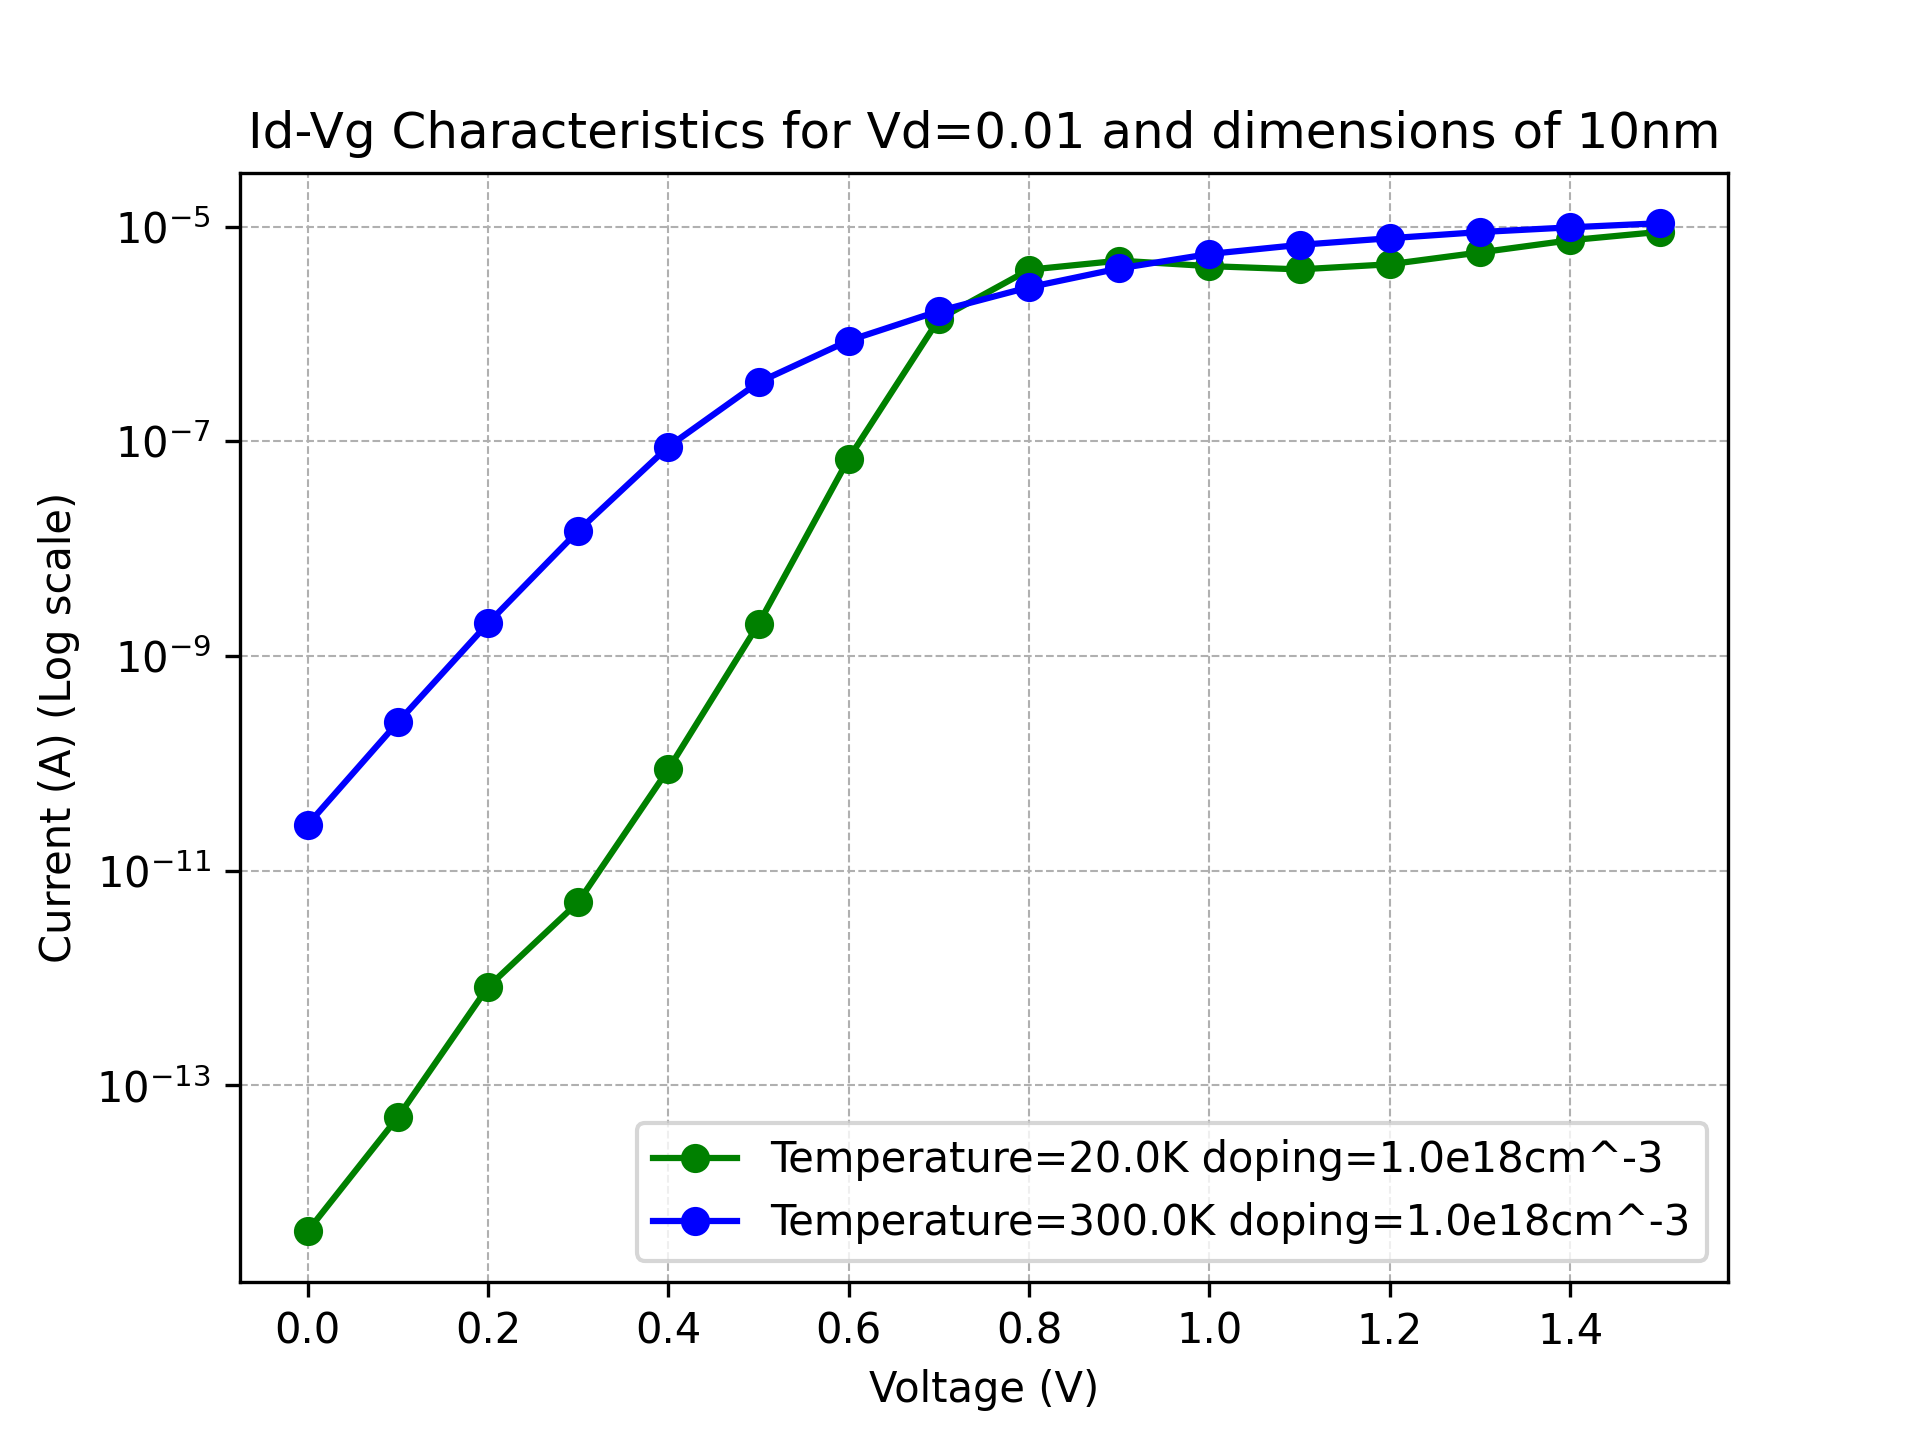 Id-Vg Characteristics for Vd=0.01 and dimensions of 10nm
Current (A) (Log scale)
10⁻⁵
10⁻⁷
10⁻⁹
10⁻¹¹
10⁻¹³
Temperature=20.0K doping=1.0e18cm^-3
Temperature=300.0K doping=1.0e18cm^-3
0.0 0.2 0.4 0.6 0.8 1.0 1.2 1.4
Voltage (V)